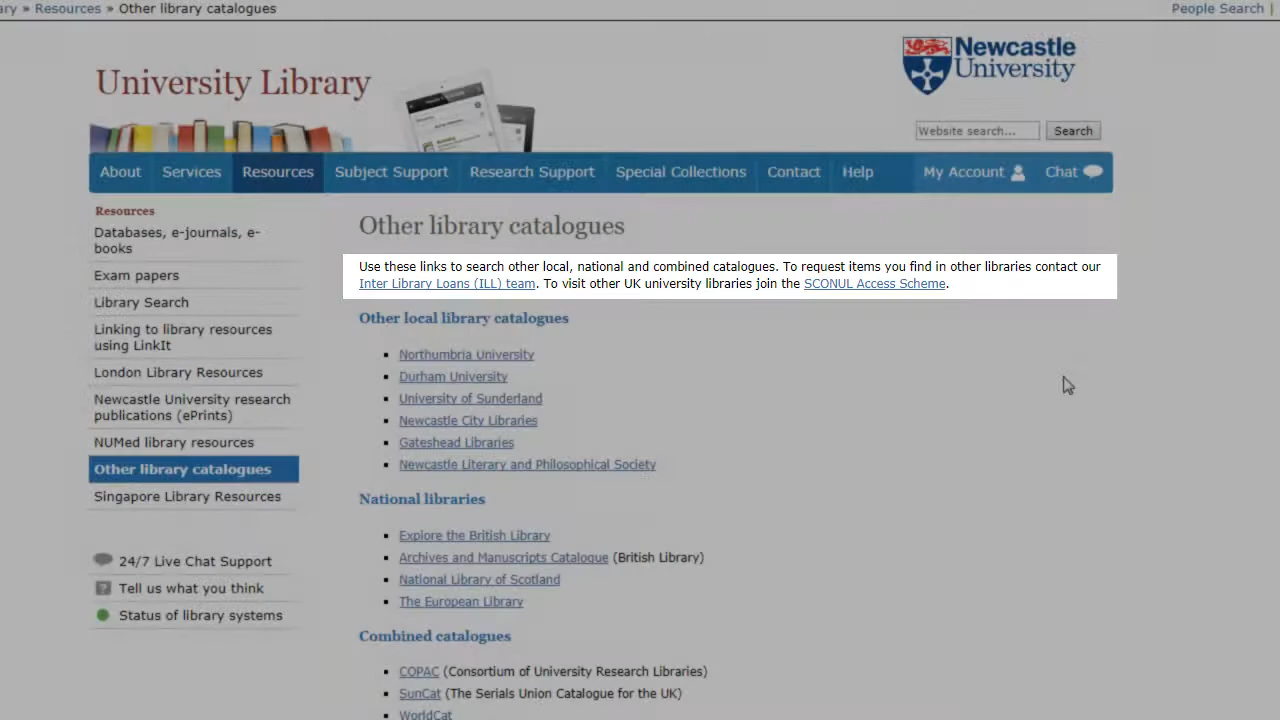 ary » Resources » Other library catalogues
People Search |
University Library
Newcastle
University
Website search...
Search
About
Services
Resources
Subject Support
Research Support
Special Collections
Contact
Help
My Account
Chat
Resources
Databases, e-journals, e-
books
Exam papers
Library Search
Linking to library resources
using LinkIt
London Library Resources
Newcastle University research
publications (ePrints)
NUMed library resources
Other library catalogues
Singapore Library Resources
24/7 Live Chat Support
? Tell us what you think
Status of library systems
Other library catalogues
Use these links to search other local, national and combined catalogues. To request items you find in other libraries contact our
Inter Library Loans (ILL) team. To visit other UK university libraries join the SCONUL Access Scheme.
Other local library catalogues
Northumbria University
Durham University
University of Sunderland
Newcastle City Libraries
Gateshead Libraries
Newcastle Literary and Philosophical Society
National libraries
Explore the British Library
Archives and Manuscripts Catalogue (British Library)
National Library of Scotland
The European Library
Combined catalogues
COPAC (Consortium of University Research Libraries)
SunCat (The Serials Union Catalogue for the UK)
WorldCat